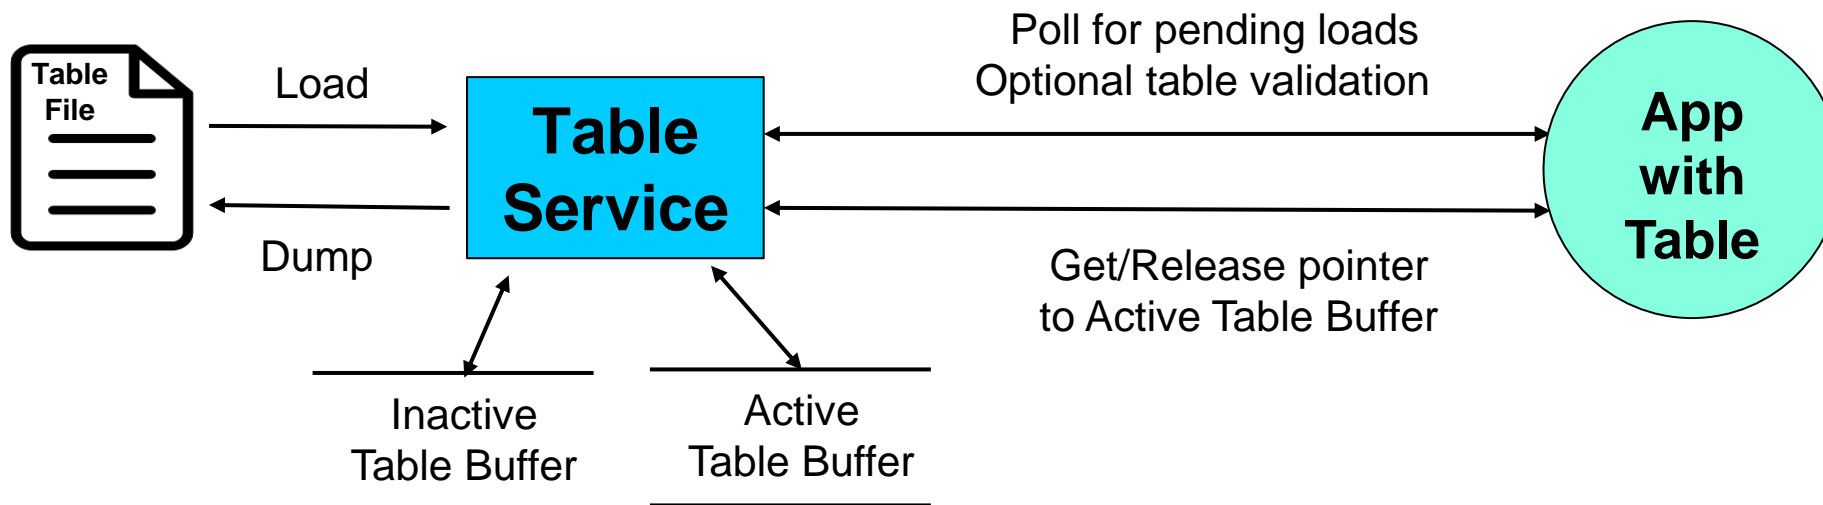 Table
File
Load
Dump
Table
Service
Poll for pending loads
Optional table validation
Get/Release pointer
to Active Table Buffer
App
with
Table
Inactive
Table Buffer
Active
Table Buffer